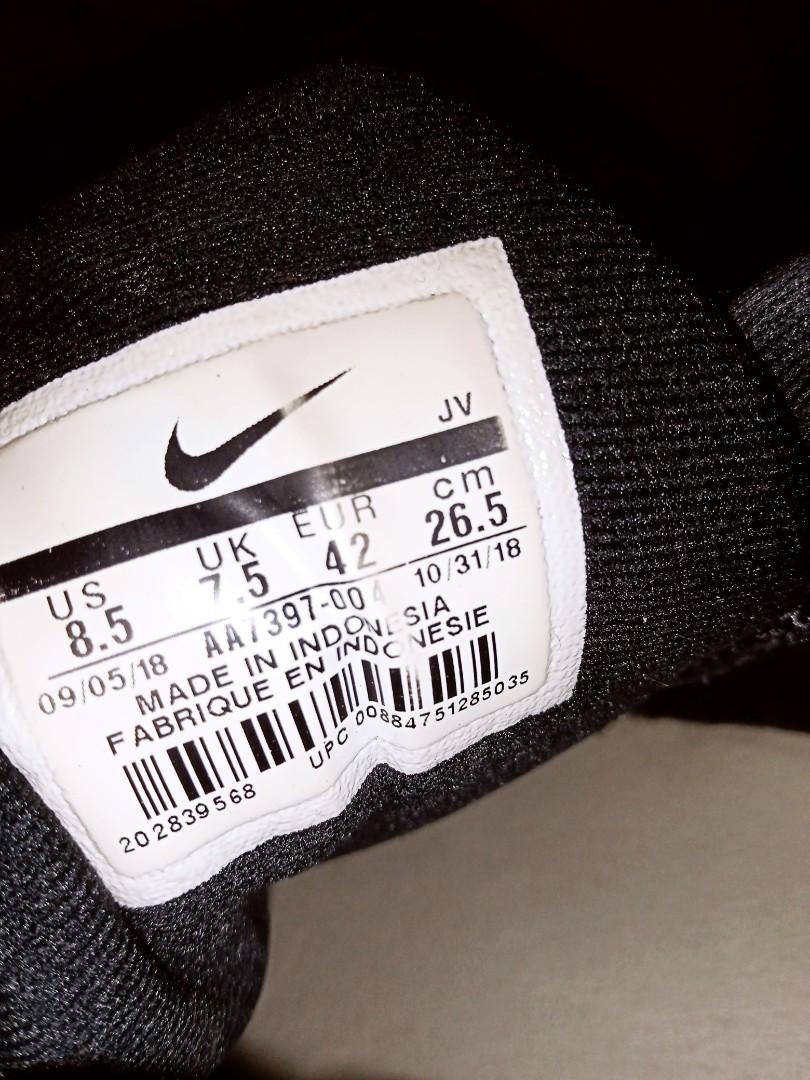 JV
US UK EUR cm
8.5 7.5 42 26.5
09/05/18 AA7397-004 10/31/18
MADE IN INDONESIA
FABRIQUE EN INDONESIE
UPC 00884751285035
202839568